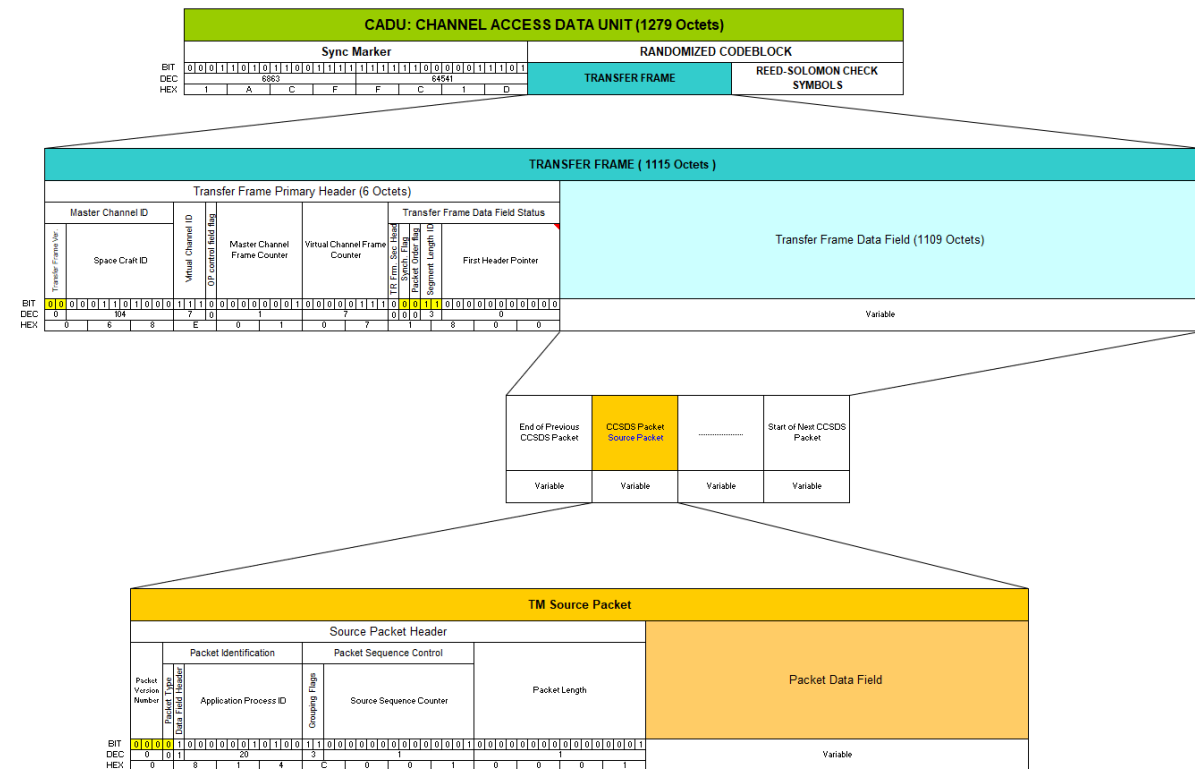 CADU: CHANNEL ACCESS DATA UNIT (1279 Octets)
Sync Marker
RANDOMIZED CODEBLOCK
BIT 0 0 0 1 1 0 1 0 1 1 0 0 1 1 1 1 1 1 1 1 1 1 0 0 0 0 0 1 1 1 0 1
DEC 6863 64541
HEX 1 A C F F C 1 D
TRANSFER FRAME
REED-SOLOMON CHECK
SYMBOLS
TRANSFER FRAME ( 1115 Octets )
Transfer Frame Primary Header (6 Octets)
Transfer Frame Data Field (1109 Octets)
Master Channel ID
Transfer Frame Data Field Status
Transfer Frame Ver.
Space Craft ID
Virtual Channel ID
OP control field flag
Master Channel
Frame Counter
Virtual Channel Frame
Counter
TR Frm_Sec Head
Synch. Flag
Packet Order flag
Segment Length ID
First Header Pointer
BIT 0 0 0 0 0 1 1 0 1 0 0 0 1 1 1 0 0 0 0 0 0 0 0 1 0 0 0 0 0 1 1 1 0 0 0 1 1 0 0 0 0 0 0 0 0 0 0 0
DEC 0 104 7 0 1 7 0 0 0 3 0 Variable
HEX 0 6 8 E 0 1 0 7 1 8 0 0
End of Previous
CCSDS Packet
CCSDS Packet
Source Packet
....................
Start of Next CCSDS
Packet
Variable Variable Variable Variable
TM Source Packet
Source Packet Header
Packet Data Field
Packet Identification
Packet Sequence Control
Packet
Version
Number
Packet Type
Data Field Header
Application Process ID
Grouping Flags
Source Sequence Counter
Packet Length
BIT 0 0 0 0 1 0 0 0 0 0 0 1 0 1 0 0 1 1 0 0 0 0 0 0 0 0 0 0 0 0 0 1 0 0 0 0 0 0 0 0 0 0 0 0 0 0 0 1
DEC 0 0 1 20 3 1 1 Variable
HEX 0 8 1 4 C 0 0 1 0 0 0 1